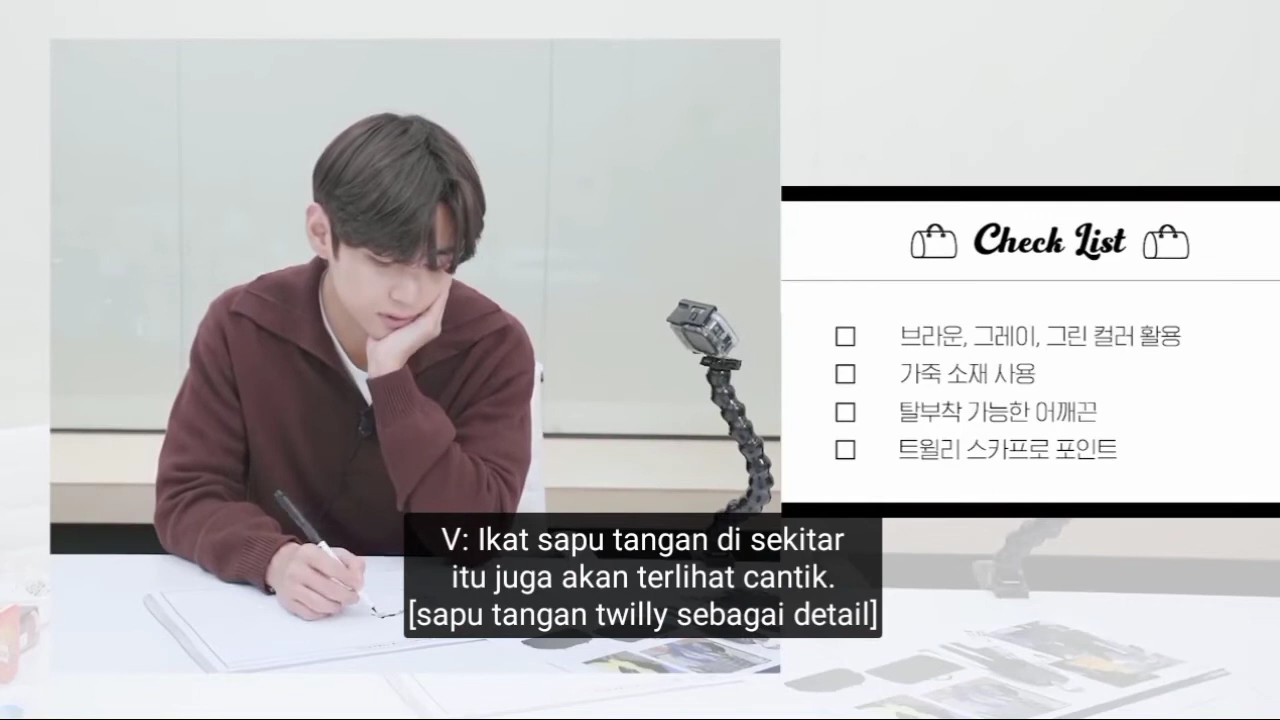 Check List
브라운, 그레이, 그린 컬러 활용
가죽 소재 사용
탈부착 가능한 어깨끈
트윌리 스카프로 포인트
V: Ikat sapu tangan di sekitar
itu juga akan terlihat cantik.
[sapu tangan twilly sebagai detail]